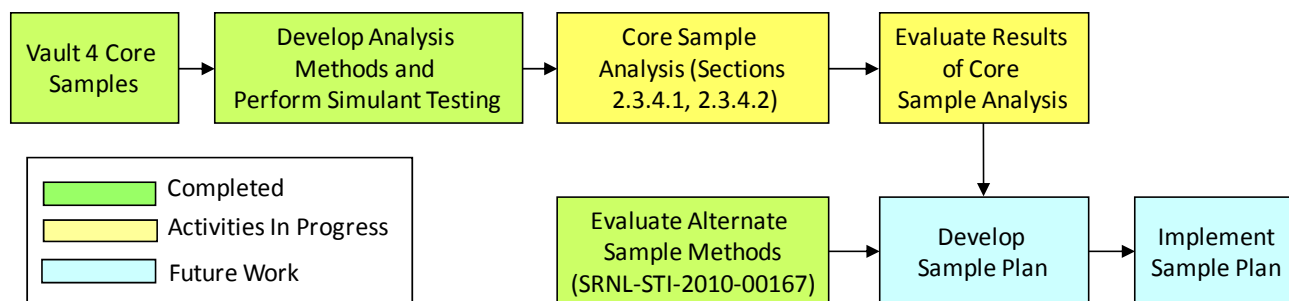 Vault 4 Core
Samples
Develop Analysis
Methods and
Perform Simulant Testing
Core Sample
Analysis (Sections
2.3.4.1, 2.3.4.2)
Evaluate Results
of Core
Sample Analysis
Completed
Activities In Progress
Future Work
Evaluate Alternate
Sample Methods
(SRNL-STI-2010-00167)
Develop
Sample Plan
Implement
Sample Plan